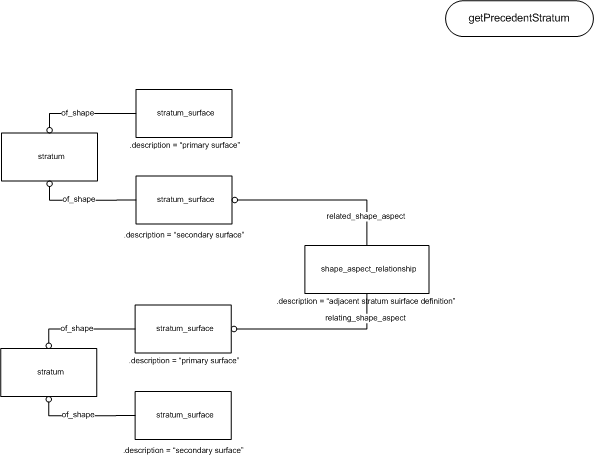 getPrecedentStratum
of_shape
stratum_surface
.description = "primary surface"
stratum
of_shape
stratum_surface
.description = "secondary surface"
related_shape_aspect
shape_aspect_relationship
.description = "adjacent stratum suirface definition"
relating_shape_aspect
of_shape
stratum_surface
.description = "primary surface"
stratum
of_shape
stratum_surface
.description = "secondary surface"